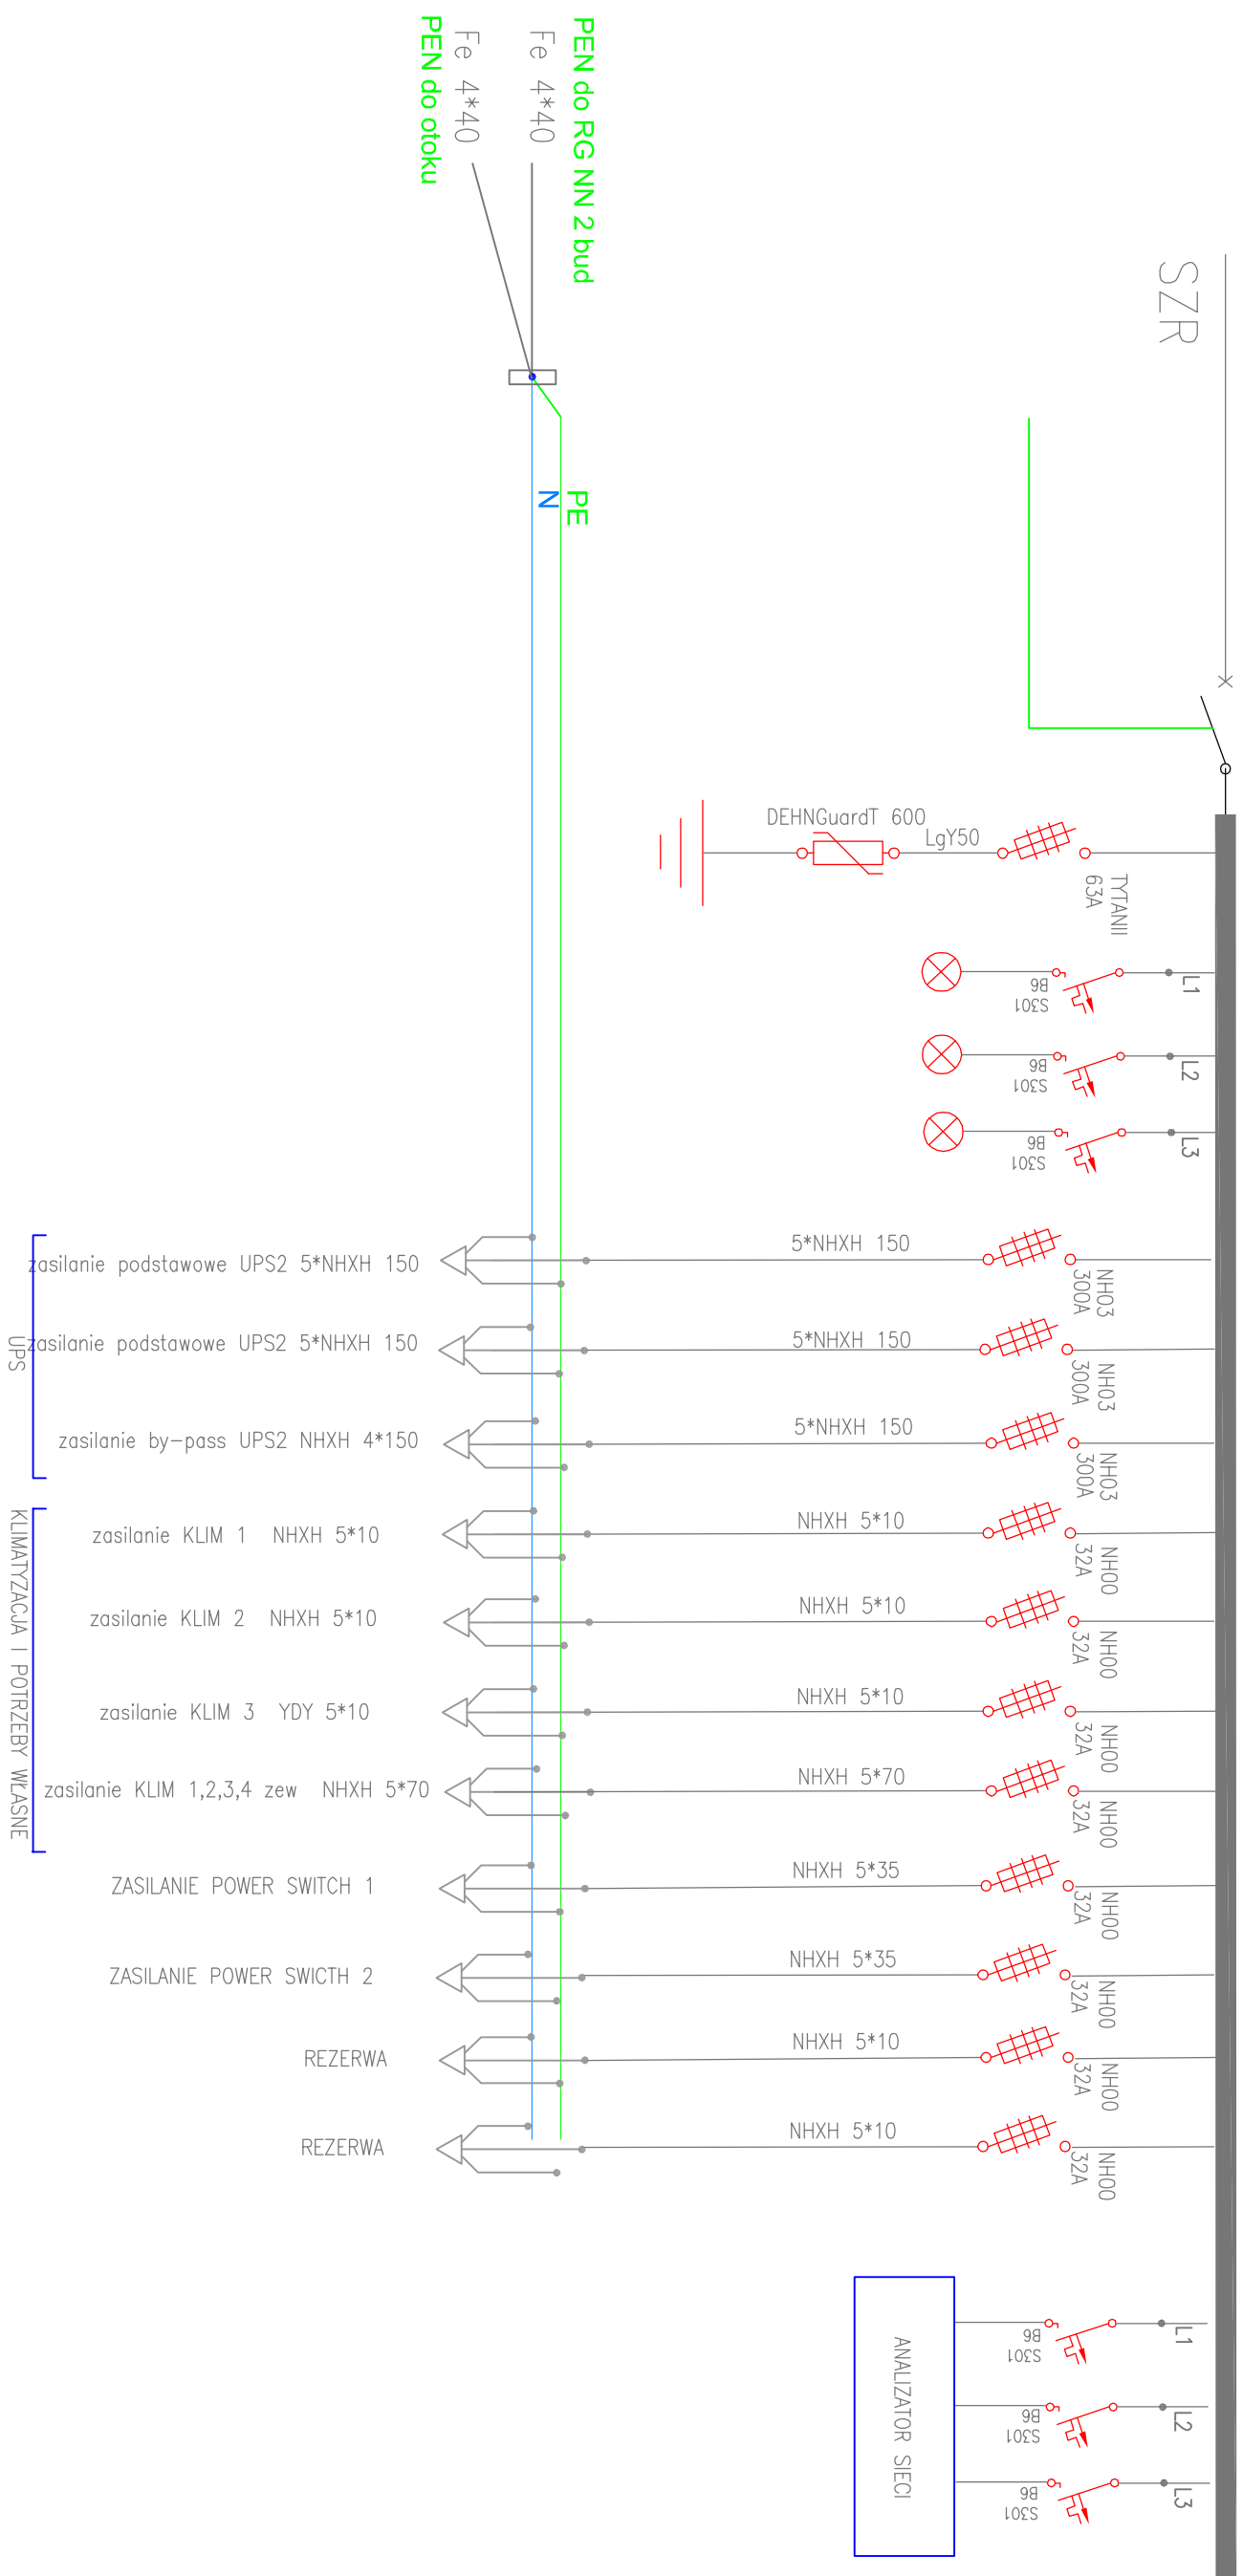 PEN do RG NN 2 bud
Fe 4*40
Fe 4*40
PEN do otoku
SZR
PE
N
DEHNGuardT 600
LgY50
TYTANII
63A
L1
B6
S301
L2
B6
S301
L3
B6
S301
zasilanie podstawowe UPS2 5*NHXH 150
5*NHXH 150
NH03
300A
zasilanie podstawowe UPS2 5*NHXH 150
5*NHXH 150
NH03
300A
UPS
zasilanie by-pass UPS2 NHXH 4*150
5*NHXH 150
NH03
300A
KLIMATYZACJA I POTRZEBY WŁASNE
zasilanie KLIM 1 NHXH 5*10
NHXH 5*10
NH00
32A
zasilanie KLIM 2 NHXH 5*10
NHXH 5*10
NH00
32A
zasilanie KLIM 3 YDY 5*10
NHXH 5*10
NH00
32A
zasilanie KLIM 1,2,3,4 zew NHXH 5*70
NHXH 5*70
NH00
32A
ZASILANIE POWER SWITCH 1
NHXH 5*35
NH00
32A
ZASILANIE POWER SWICTH 2
NHXH 5*35
NH00
32A
REZERWA
NHXH 5*10
NH00
32A
REZERWA
NHXH 5*10
NH00
32A
ANALIZATOR SIECI
L1
B6
S301
L2
B6
S301
L3
B6
S301